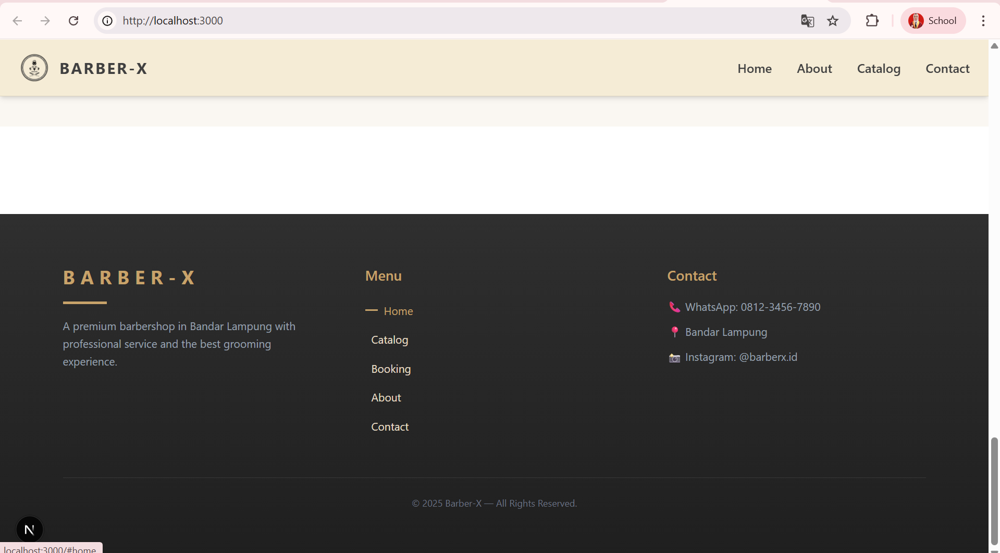 http://localhost:3000
School
BARBER-X
Home
About
Catalog
Contact
BARBER-X
A premium barbershop in Bandar Lampung with
professional service and the best grooming
experience.
Menu
Home
Catalog
Booking
About
Contact
Contact
WhatsApp: 0812-3456-7890
Bandar Lampung
Instagram: @barberx.id
© 2025 Barber-X — All Rights Reserved.
N
localhost:3000/#home